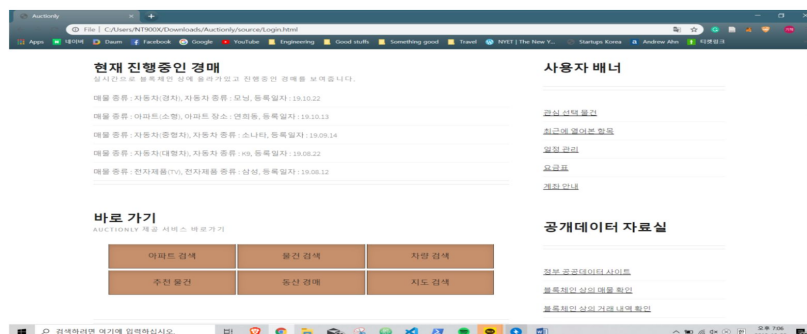 Auctionly
File | C:/Users/NT900X/Downloads/Auctionly/source/Login.html
Apps 네이버 Daum Facebook Google YouTube Engineering Good stuffs Something good Travel NYET | The New Y... Startups Korea Andrew Ahn 티켓링크
현재 진행중인 경매
실시간으로 블록체인 상에 올라가있고 진행중인 경매를 보여줍니다.
매물 종류 : 자동차(경차), 자동차 종류 : 모닝, 등록일자 : 19.10.22
매물 종류 : 아파트(소형), 아파트 장소 : 연희동, 등록일자 : 19.10.13
매물 종류 : 자동차(중형차), 자동차 종류 : 소나타, 등록일자 : 19.09.14
매물 종류 : 자동차(대형차), 자동차 종류 : K9, 등록일자 : 19.08.22
매물 종류 : 전자제품(TV), 전자제품 종류 : 삼성, 등록일자 : 19.08.12
바로 가기
AUCTIONLY 제공 서비스 바로가기
아파트 검색 물건 검색 차량 검색
추천 물건 동산 경매 지도 검색
사용자 배너
관심 선택 물건
최근에 열어본 항목
일정 관리
요금표
계좌 안내
공개데이터 자료실
정부 공공데이터 사이트
블록체인 상의 매물 확인
블록체인 상의 거래 내역 확인
검색하려면 여기에 입력하십시오.
오후 7:06